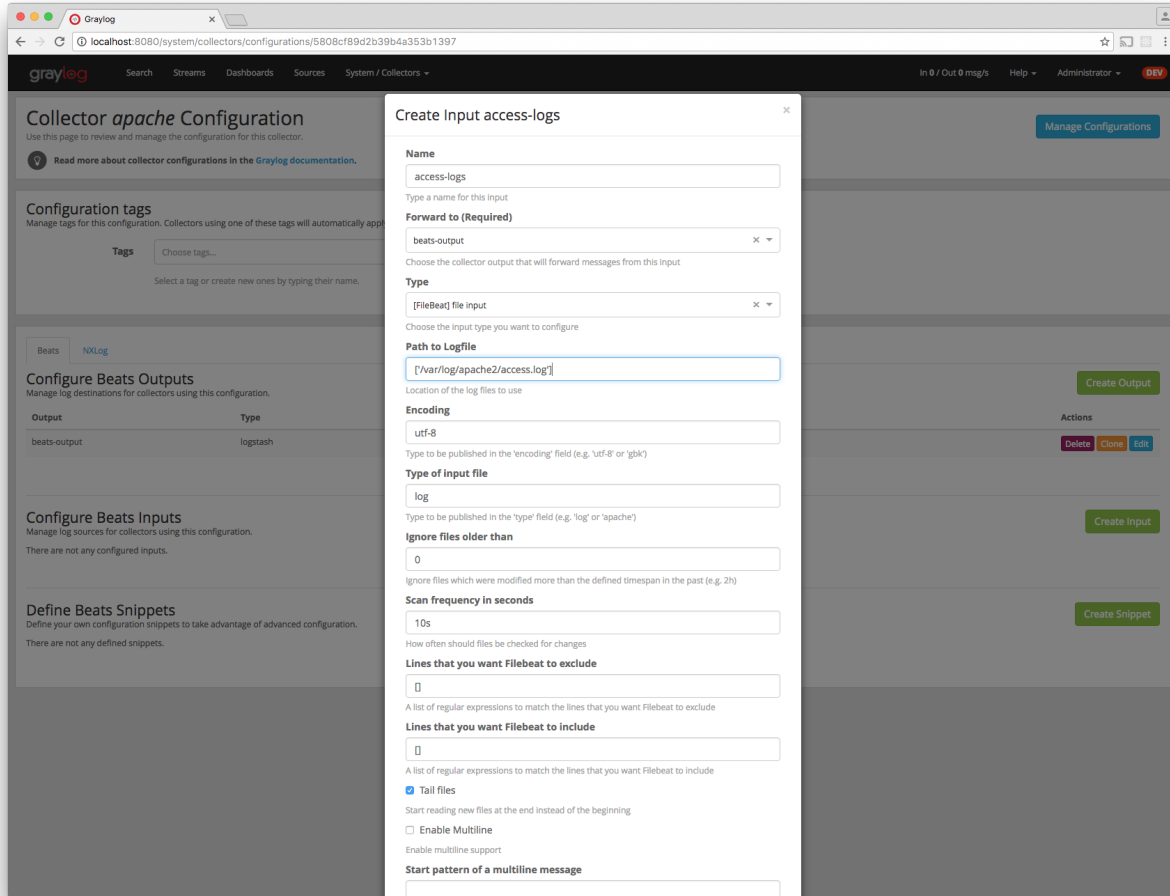 Graylog
localhost:8080/system/collectors/configurations/5808cf89d2b39b4a353b1397
graylog Search Streams Dashboards Sources System / Collectors In 0 / Out 0 msg/s Help Administrator DEV
Collector apache Configuration
Use this page to review and manage the configuration for this collector.
Read more about collector configurations in the Graylog documentation.
Manage Configurations
Configuration tags
Manage tags for this configuration. Collectors using one of these tags will automatically apply
Tags
Choose tags...
Select a tag or create new ones by typing their name.
Beats NXLog
Configure Beats Outputs
Manage log destinations for collectors using this configuration.
Create Output
Output Type Actions
beats-output logstash Delete Clone Edit
Configure Beats Inputs
Manage log sources for collectors using this configuration.
There are not any configured inputs.
Create Input
Define Beats Snippets
Define your own configuration snippets to take advantage of advanced configuration.
There are not any defined snippets.
Create Snippet
Create Input access-logs
Name
access-logs
Type a name for this input
Forward to (Required)
beats-output
Choose the collector output that will forward messages from this input
Type
[FileBeat] file input
Choose the input type you want to configure
Path to Logfile
['/var/log/apache2/access.log']
Location of the log files to use
Encoding
utf-8
Type to be published in the 'encoding' field (e.g. 'utf-8' or 'gbk')
Type of input file
log
Type to be published in the 'type' field (e.g. 'log' or 'apache')
Ignore files older than
0
Ignore files which were modified more than the defined timespan in the past (e.g. 2h)
Scan frequency in seconds
10s
How often should files be checked for changes
Lines that you want Filebeat to exclude
[]
A list of regular expressions to match the lines that you want Filebeat to exclude
Lines that you want Filebeat to include
[]
A list of regular expressions to match the lines that you want Filebeat to include
Tail files
Start reading new files at the end instead of the beginning
Enable Multiline
Enable multiline support
Start pattern of a multiline message